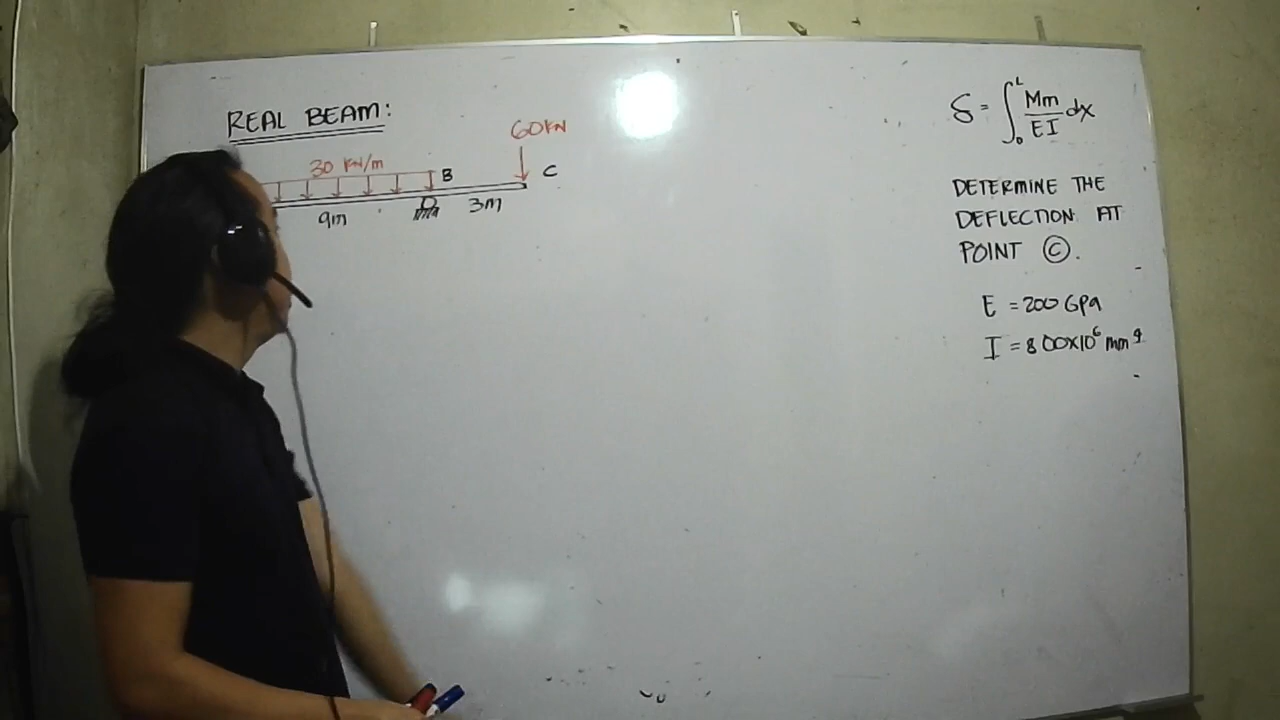 REAL BEAM:
60KN
30 KN/m
B
C
9m
3m
δ = ∫₀ᴸ Mm/EI dx
DETERMINE THE
DEFLECTION AT
POINT Ⓒ.
E = 200 GPa
I = 800x10⁶ mm⁴